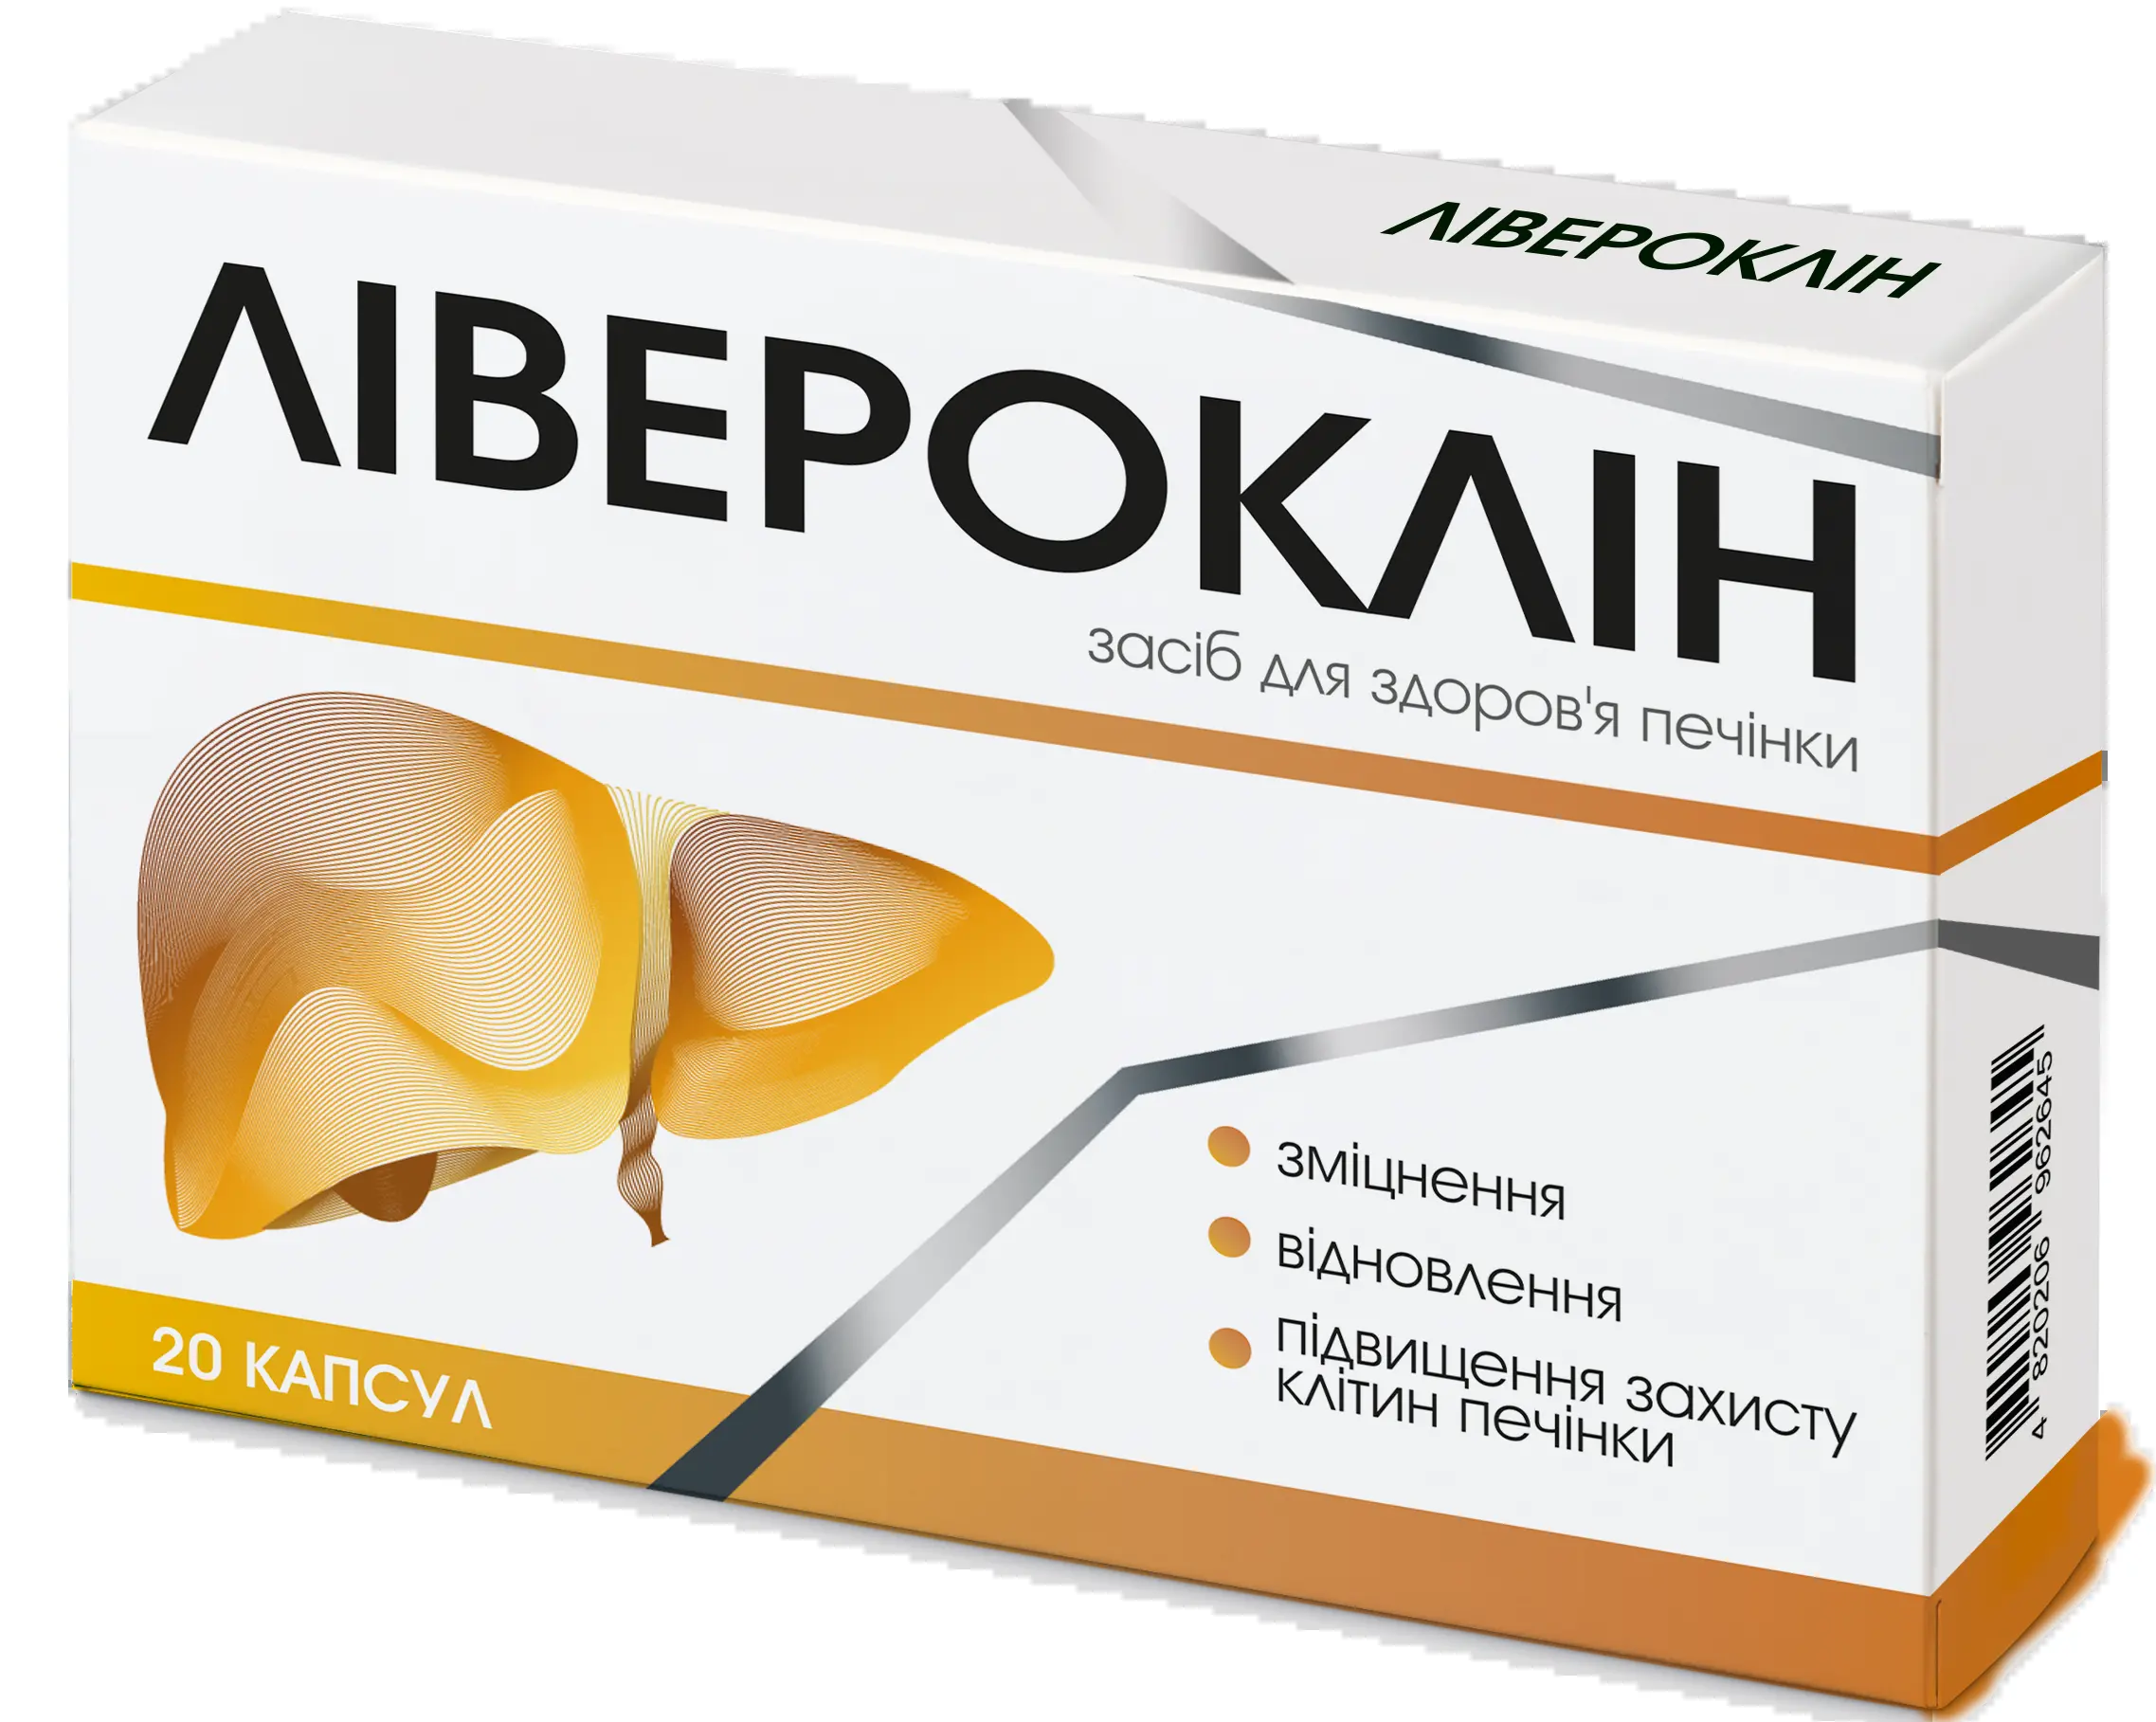 ЛІВЕРОКЛІН
ЛІВЕРОКЛІН
засіб для здоров'я печінки
зміцнення
відновлення
підвищення захисту
клітин печінки
20 КАПСУЛ
4 820206 962645